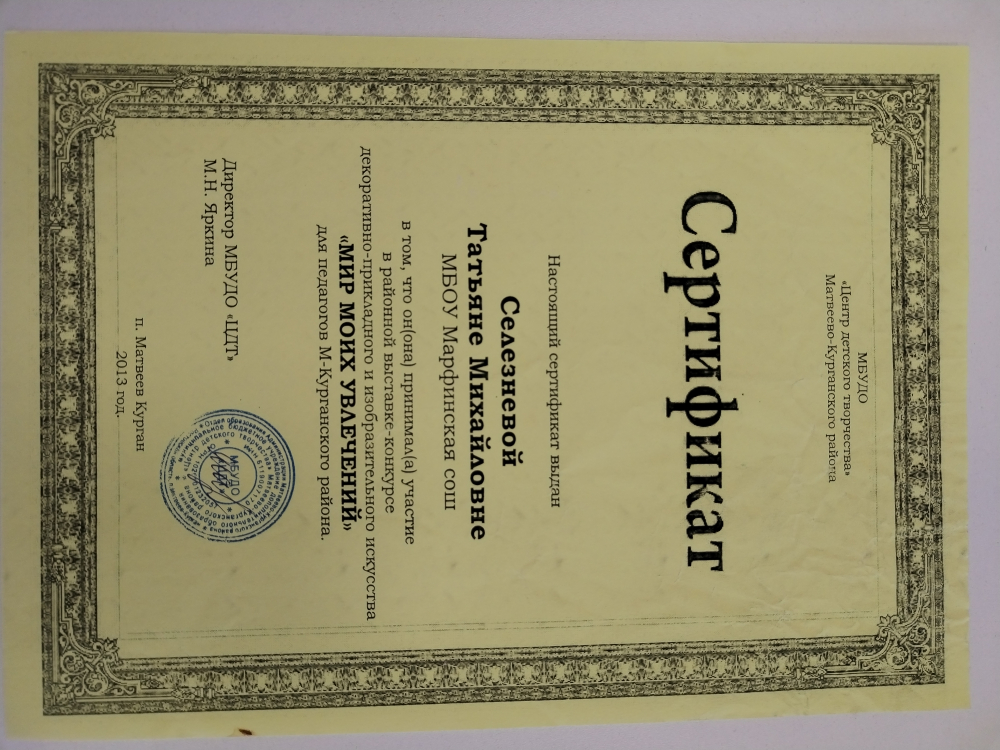 МБУДО
«Центр детского творчества»
Матвеево-Курганского района
Сертификат
Настоящий сертификат выдан
Селезневой
Татьяне Михайловне
МБОУ Марфинская сош
в том, что он(она) принимал(а) участие
в районной выставке-конкурсе
декоративно-прикладного и изобразительного искусства
«МИР МОИХ УВЛЕЧЕНИЙ»
для педагогов М-Курганского района.
Директор МБУДО «ЦДТ»
М.Н. Яркина
МБУДО
п. Матвеев Курган
2013 год.